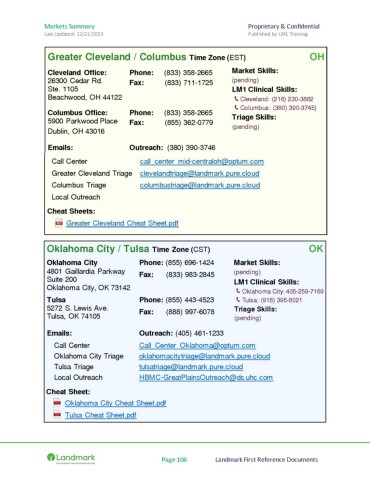 Markets Summary Proprietary & Confidential
Last Updated: 12/21/2023 Published by LM1 Training
Greater Cleveland / Columbus Time Zone (EST) OH
Cleveland Office: Phone: (833) 358-2665 Market Skills:
26300 Cedar Rd. Fax: (833) 711-1725 (pending)
Ste. 1105 LM1 Clinical Skills:
Beachwood, OH 44122 Cleveland: (216) 230-3882
Columbus: (380) 390-3745)
Columbus Office: Phone: (833) 358-2665 Triage Skills:
5900 Parkwood Place Fax: (855) 362-0779 (pending)
Dublin, OH 43016
Emails: Outreach: (380) 390-3746
Call Center call_center_mid-centraloh@optum.com
Greater Cleveland Triage clevelandtriage@landmark.pure.cloud
Columbus Triage columbustriage@landmark.pure.cloud
Local Outreach
Cheat Sheets:
Greater Cleveland Cheat Sheet.pdf
Oklahoma City / Tulsa Time Zone (CST) OK
Oklahoma City Phone: (855) 696-1424 Market Skills:
4801 Gaillardia Parkway Fax: (833) 983-2845 (pending)
Suite 200 LM1 Clinical Skills:
Oklahoma City, OK 73142 Oklahoma City: 405-259-7169
Tulsa Phone: (855) 443-4523 Tulsa: (918) 395-8021
5272 S. Lewis Ave. Fax: (888) 997-6078 Triage Skills:
Tulsa, OK 74105 (pending)
Emails: Outreach: (405) 461-1233
Call Center Call_Center_Oklahoma@optum.com
Oklahoma City Triage oklahomacitytriage@landmark.pure.cloud
Tulsa Triage tulsatriage@landmark.pure.cloud
Local Outreach HBMC-GreatPlainsOutreach@ds.uhc.com
Cheat Sheet:
Oklahoma City Cheat Sheet.pdf
Tulsa Cheat Sheet.pdf
Landmark Page 106 Landmark First Reference Documents